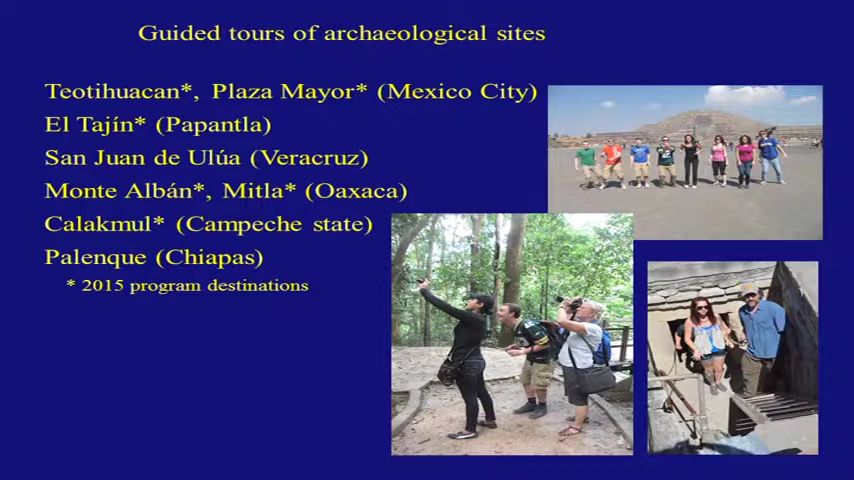 Guided tours of archaeological sites
Teotihuacan*, Plaza Mayor* (Mexico City)
El Tajín* (Papantla)
San Juan de Ulúa (Veracruz)
Monte Albán*, Mitla* (Oaxaca)
Calakmul* (Campeche state)
Palenque (Chiapas)
* 2015 program destinations